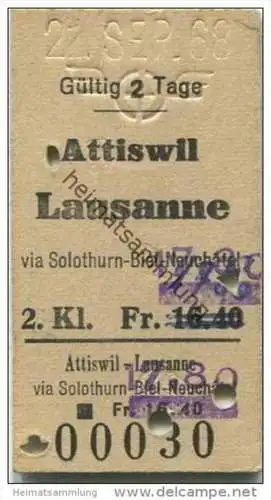 22. SEP. 68
Gültig 2 Tage
Attiswil
Lausanne
via Solothurn-Biel-Neuchâtel
2. Kl. Fr. 16.40
Attiswil - Lausanne
via Solothurn-Biel-Neuchâtel
Fr. 16.40
00030
heimatsammlung.de
Heimatsammlung
delcampe.net